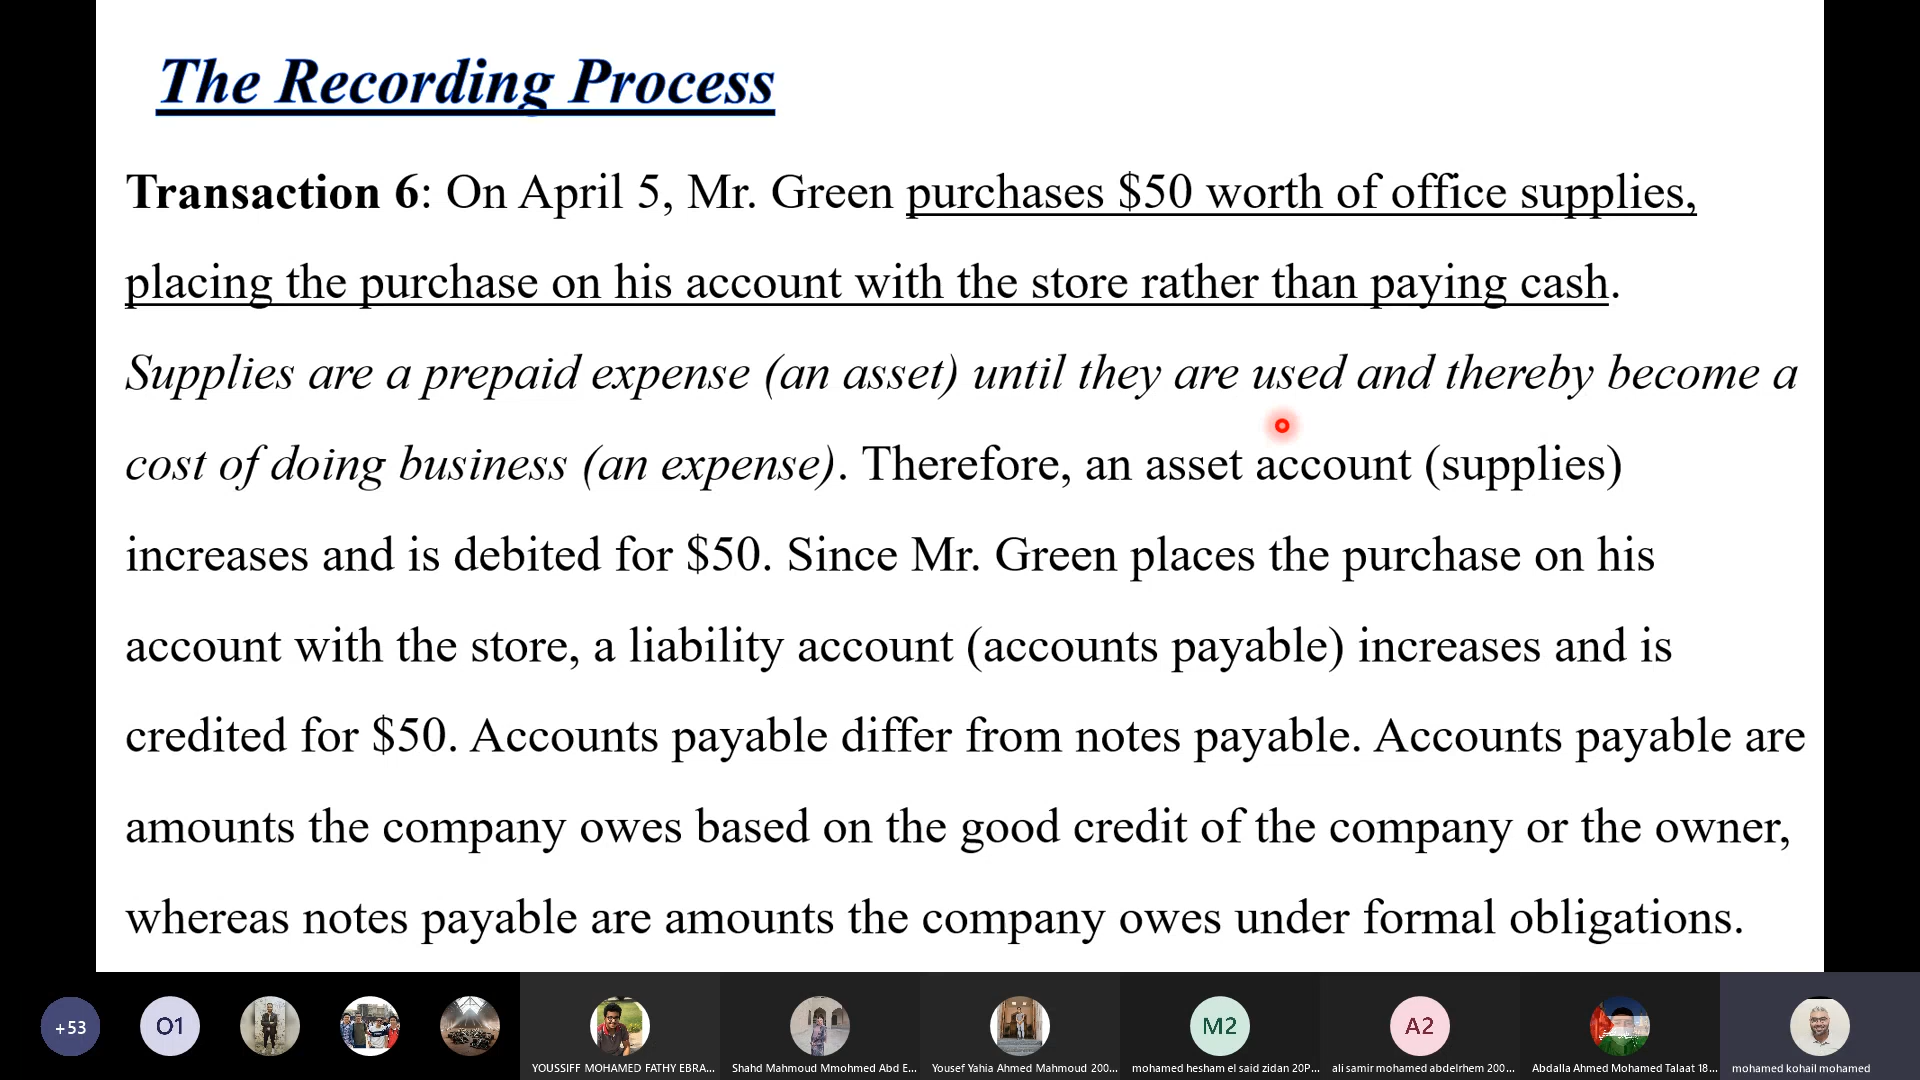 The Recording Process
Transaction 6: On April 5, Mr. Green purchases $50 worth of office supplies,
placing the purchase on his account with the store rather than paying cash.
Supplies are a prepaid expense (an asset) until they are used and thereby become a
cost of doing business (an expense). Therefore, an asset account (supplies)
increases and is debited for $50. Since Mr. Green places the purchase on his
account with the store, a liability account (accounts payable) increases and is
credited for $50. Accounts payable differ from notes payable. Accounts payable are
amounts the company owes based on the good credit of the company or the owner,
whereas notes payable are amounts the company owes under formal obligations.
+53
O1
M2
A2
YOUSSIFF MOHAMED FATHY EBRA...
Shahd Mahmoud Mmohmed Abd E...
Yousef Yahia Ahmed Mahmoud 200...
mohamed hesham el said zidan 20P...
ali samir mohamed abdelrhem 200...
Abdalla Ahmed Mohamed Talaat 18...
mohamed kohail mohamed